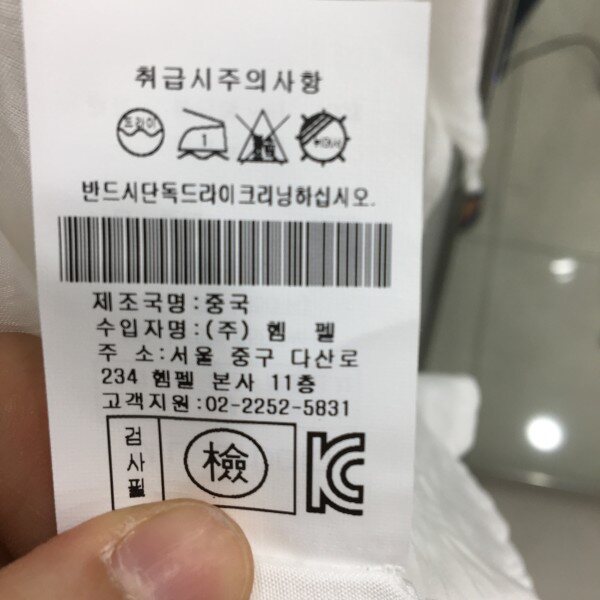 취급시주의사항
드라이 1
반드시단독드라이크리닝하십시오.
제조국명:중국
수입자명:(주) 헴 펠
주 소:서울 중구 다산로
234 헴펠 본사 11층
고객지원:02-2252-5831
검사필 檢